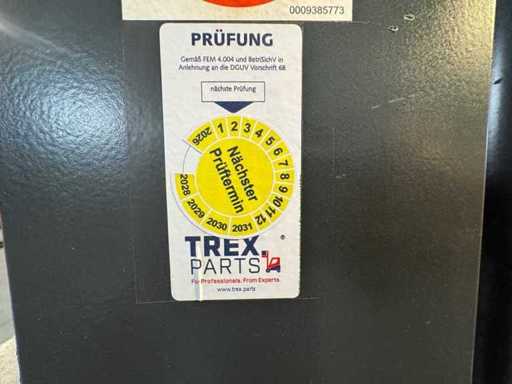 0009385773
PRÜFUNG
Gemäß FEM 4.004 und BetrSichV in
Anlehnung an die DGUV Vorschrift 68
nächste Prüfung
2026 1 2 3 4 5 6 7 8 9 10 11 12
2031 2030 2029 2028
Nächster
Prüftermin
TREX®
PARTS
For Professionals. From Experts.
www.trex.parts